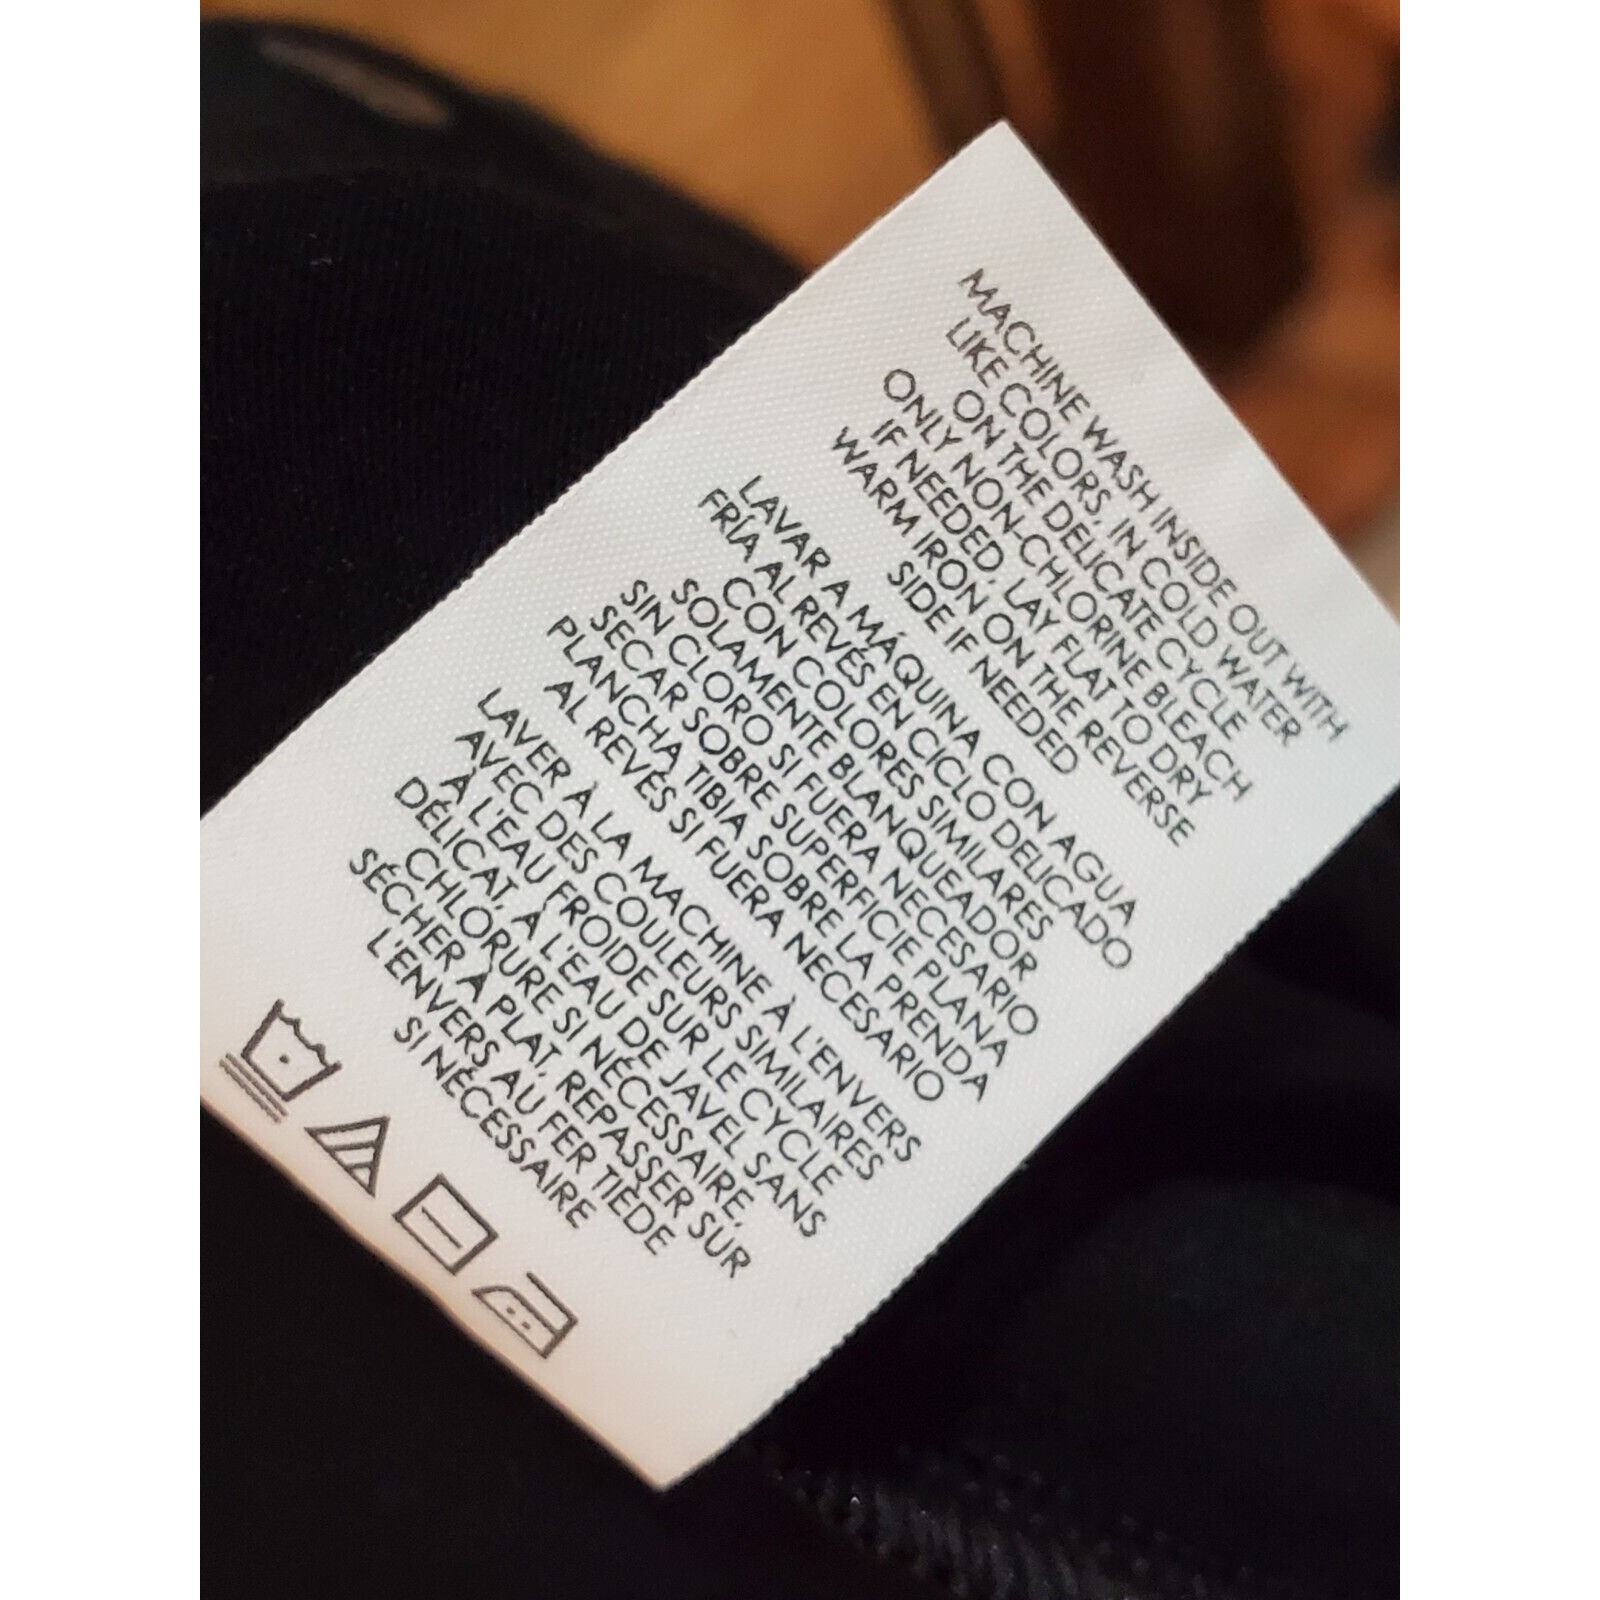 MACHINE WASH INSIDE OUT WITH
LIKE COLORS, IN COLD WATER
ON THE DELICATE CYCLE
ONLY NON-CHLORINE BLEACH
IF NEEDED, LAY FLAT TO DRY
WARM IRON ON THE REVERSE
SIDE IF NEEDED
LAVAR A MÁQUINA CON AGUA
FRÍA AL REVÉS EN CICLO DELICADO
CON COLORES SIMILARES
SOLAMENTE BLANQUEADOR
SIN CLORO SI FUERA NECESARIO
SECAR SOBRE SUPERFICIE PLANA
PLANCHA TIBIA SOBRE LA PRENDA
AL REVÉS SI FUERA NECESARIO
LAVER À LA MACHINE À L'ENVERS
AVEC DES COULEURS SIMILAIRES
À L'EAU FROIDE SUR LE CYCLE
DÉLICAT, À L'EAU DE JAVEL SANS
CHLORURE SI NÉCESSAIRE,
SÉCHER À PLAT, REPASSER SUR
L'ENVERS AU FER TIÈDE
SI NÉCESSAIRE